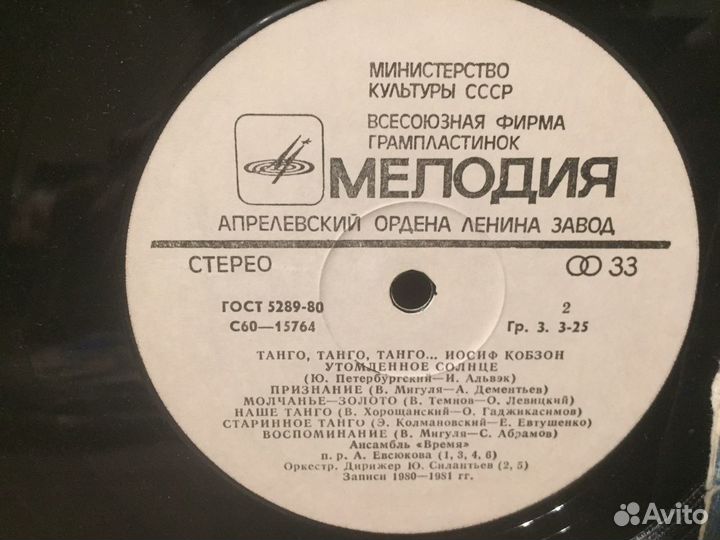 МИНИСТЕРСТВО
КУЛЬТУРЫ СССР
ВСЕСОЮЗНАЯ ФИРМА
ГРАМПЛАСТИНОК
МЕЛОДИЯ
АПРЕЛЕВСКИЙ ОРДЕНА ЛЕНИНА ЗАВОД
СТЕРЕО 33
ГОСТ 5289-80 2
С60—15764 Гр. 3. 3-25
ТАНГО, ТАНГО, ТАНГО... ИОСИФ КОБЗОН
УТОМЛЕННОЕ СОЛНЦЕ
(Ю. Петербургский—И. Альвэк)
ПРИЗНАНИЕ (В. Мигуля—А. Дементьев)
МОЛЧАНЬЕ—ЗОЛОТО (В. Темнов—О. Левицкий)
НАШЕ ТАНГО (В. Хорощанский—О. Гаджикасимов)
СТАРИННОЕ ТАНГО (Э. Колмановский—Е. Евтушенко)
ВОСПОМИНАНИЕ (В. Мигуля—С. Абрамов)
Ансамбль «Время»
п. р. А. Евсюкова (1, 3, 4, 6)
Оркестр. Дирижер Ю. Силантьев (2, 5)
Записи 1980—1981 гг.
Avito